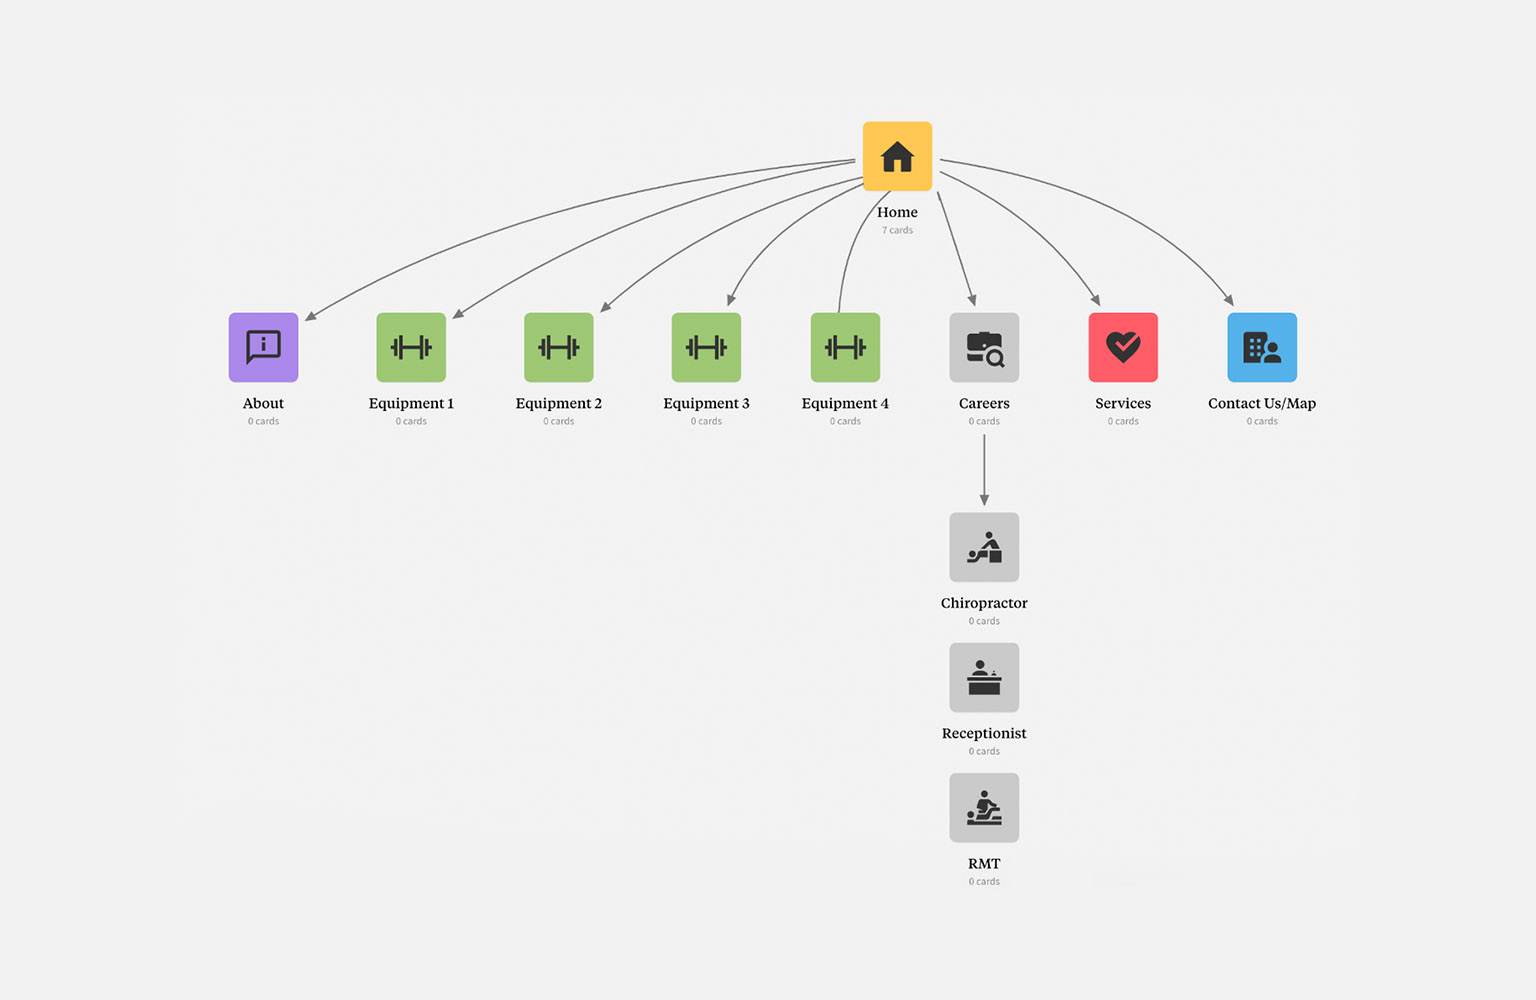 Home
7 cards
About
0 cards
Equipment 1
0 cards
Equipment 2
0 cards
Equipment 3
0 cards
Equipment 4
0 cards
Careers
0 cards
Services
0 cards
Contact Us/Map
0 cards
Chiropractor
0 cards
Receptionist
0 cards
RMT
0 cards